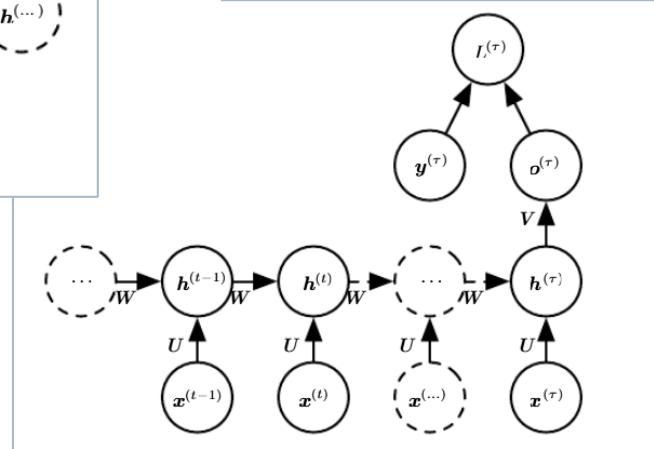 h^(...)
L^(τ)
y^(τ) o^(τ)
V
... h^(t−1) h^(t) ... h^(τ)
W W W W
U U U U
x^(t−1) x^(t) x^(...) x^(τ)